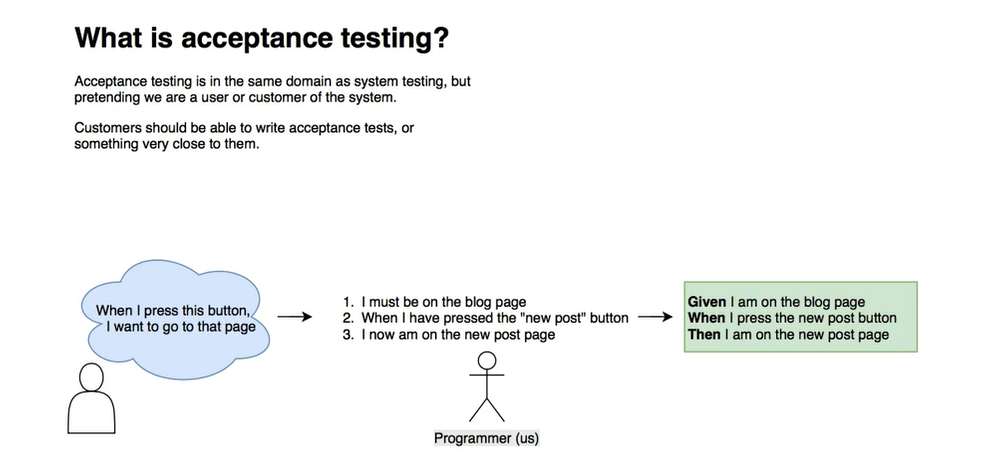 What is acceptance testing?
Acceptance testing is in the same domain as system testing, but
pretending we are a user or customer of the system.
Customers should be able to write acceptance tests, or
something very close to them.
When I press this button,
I want to go to that page
1. I must be on the blog page
2. When I have pressed the "new post" button
3. I now am on the new post page
Given I am on the blog page
When I press the new post button
Then I am on the new post page
Programmer (us)